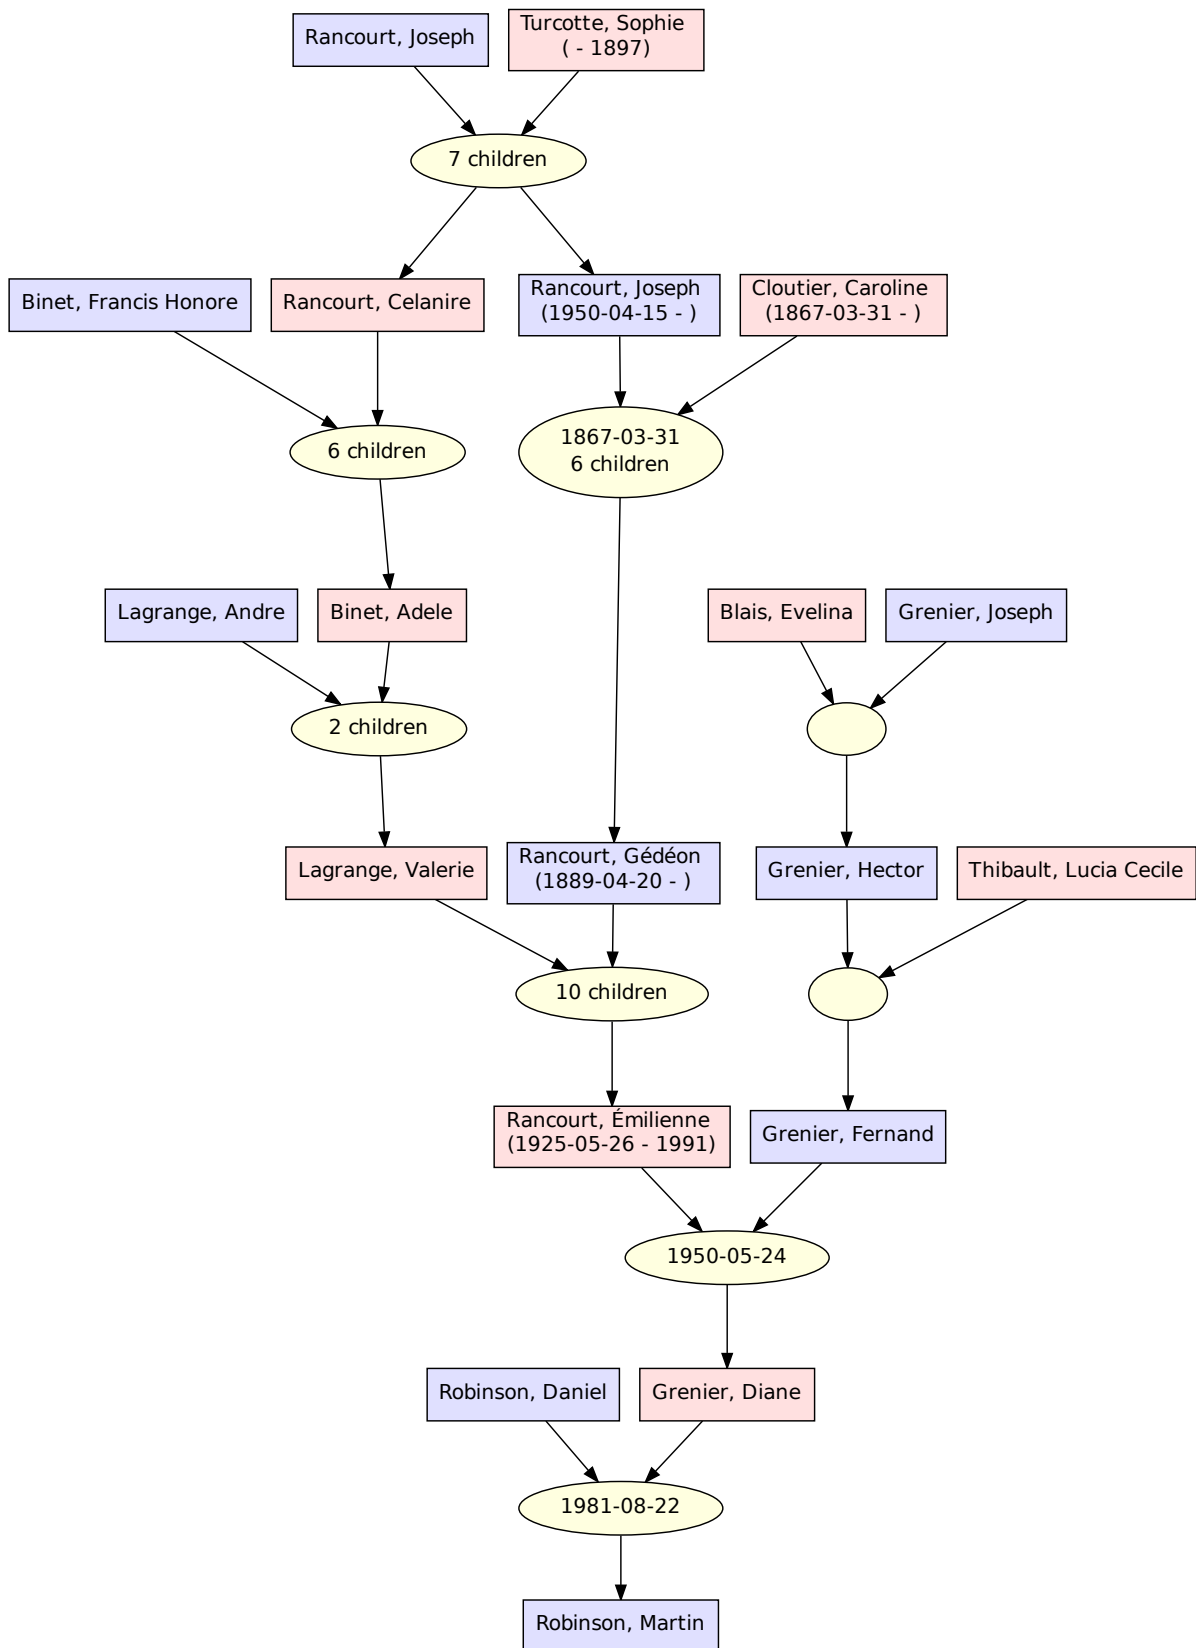 Rancourt, Joseph
Turcotte, Sophie
( - 1897)
7 children
Binet, Francis Honore
Rancourt, Celanire
Rancourt, Joseph
(1950-04-15 - )
Cloutier, Caroline
(1867-03-31 - )
6 children
1867-03-31
6 children
Lagrange, Andre
Binet, Adele
Blais, Evelina
Grenier, Joseph
2 children
Lagrange, Valerie
Rancourt, Gédéon
(1889-04-20 - )
Grenier, Hector
Thibault, Lucia Cecile
10 children
Rancourt, Émilienne
(1925-05-26 - 1991)
Grenier, Fernand
1950-05-24
Robinson, Daniel
Grenier, Diane
1981-08-22
Robinson, Martin